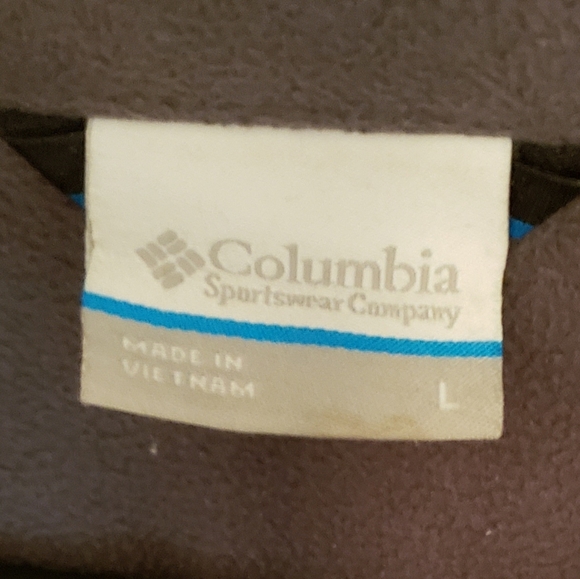 Columbia
Sportswear Company
MADE IN
VIETNAM
L